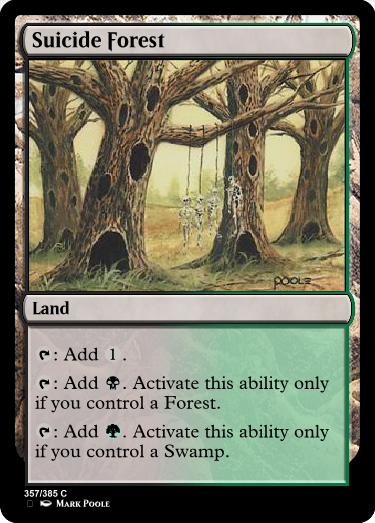 Suicide Forest
POOLE
Land
: Add 1 .
: Add . Activate this ability only
if you control a Forest.
: Add . Activate this ability only
if you control a Swamp.
357/385 C
MARK POOLE